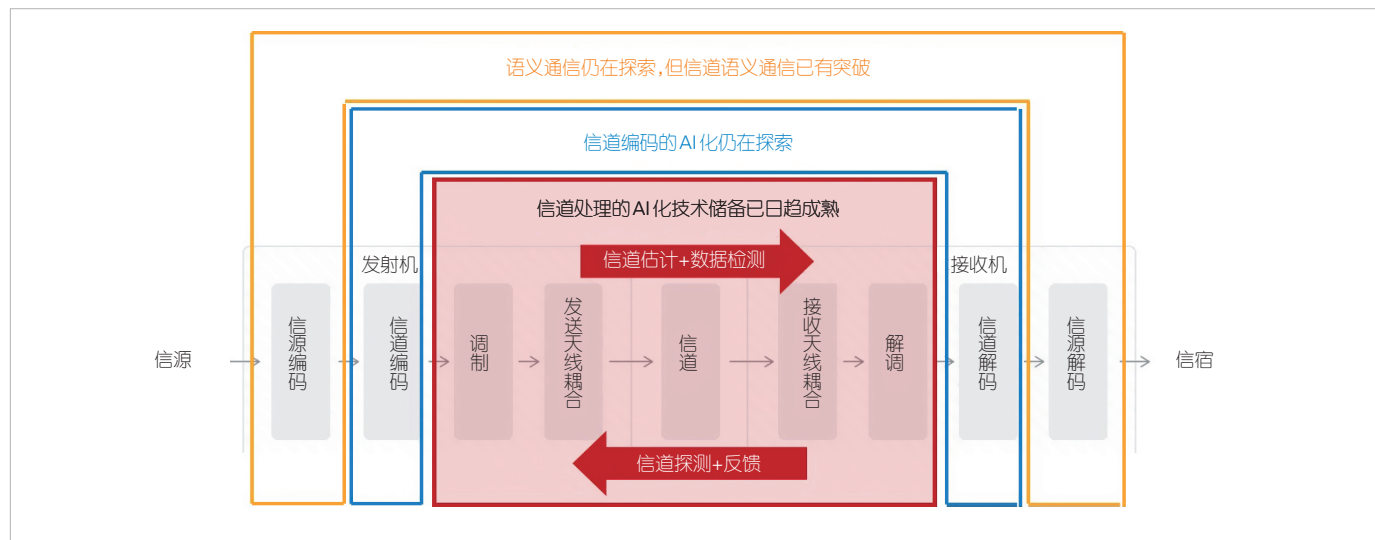 语义通信仍在探索,但信道语义通信已有突破
信道编码的AI化仍在探索
信道处理的AI化技术储备已日趋成熟
信道估计+数据检测
发射机
接收机
信源
信源编码
信道编码
调制
发送天线耦合
信道
接收天线耦合
解调
信道解码
信源解码
信宿
信道探测+反馈